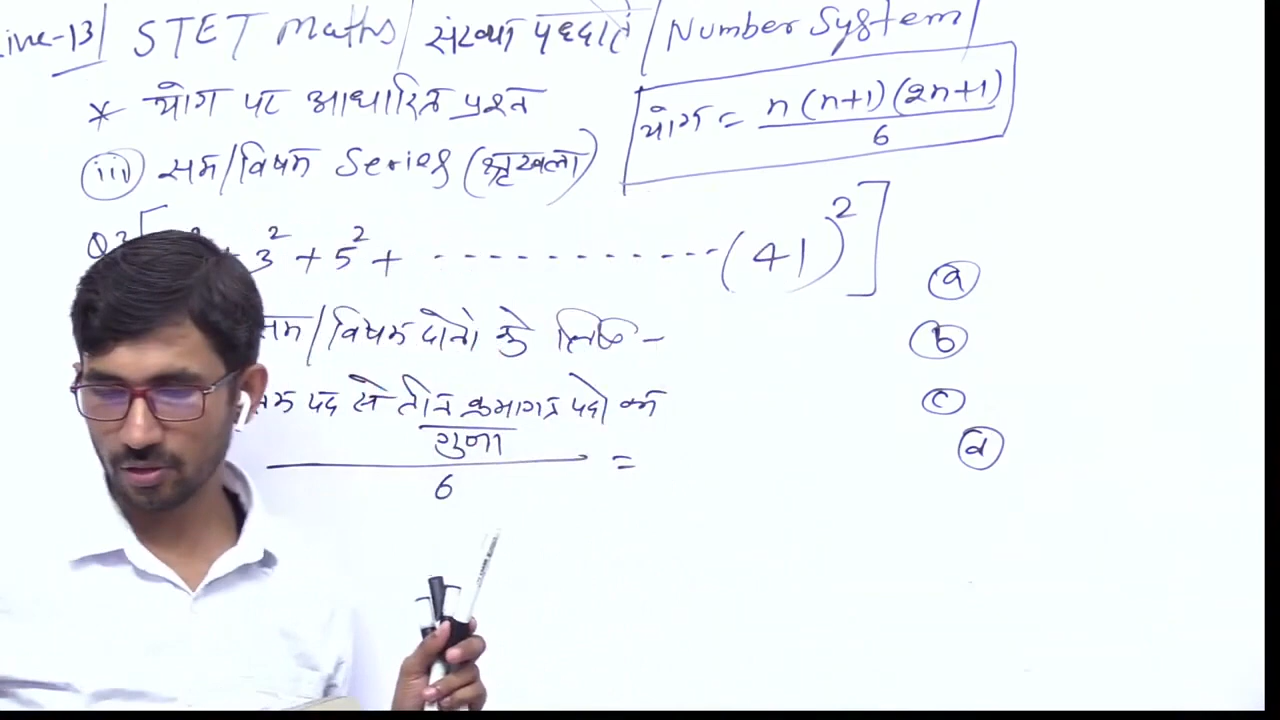 ive-13| STET Maths/ संख्या पद्धति / Number System /
* योग पर आधारित प्रश्न
योग = n(n+1)(2n+1) / 6
(iii) सम/विषम Series (श्रृंखला)
3² + 5² + ............ (41)²]
सम/विषम दोनो के लिए -
पद से तीन क्रमागत पदो का
गुना
6
=
(a)
(b)
(c)
(d)